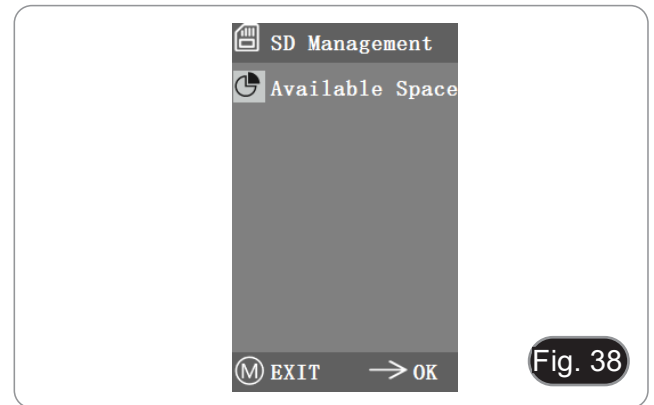 SD Management
Available Space
M EXIT → OK
Fig. 38